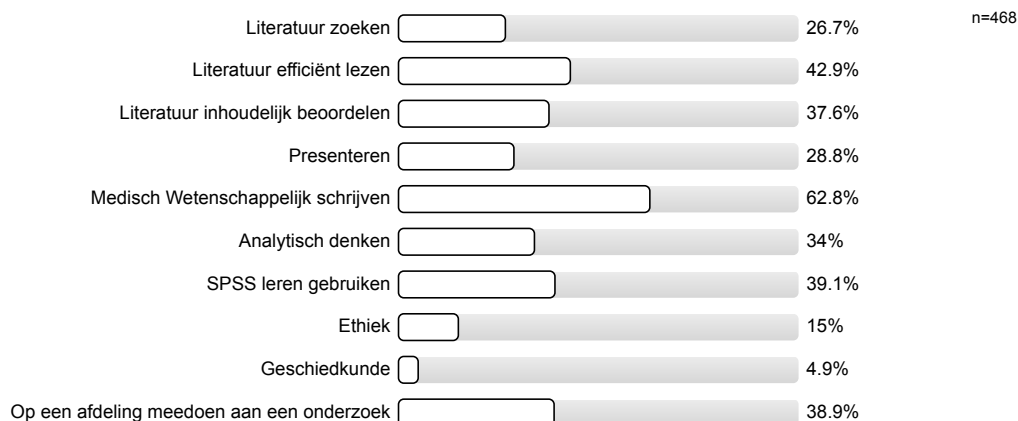 n=468
Literatuur zoeken 26.7%
Literatuur efficiënt lezen 42.9%
Literatuur inhoudelijk beoordelen 37.6%
Presenteren 28.8%
Medisch Wetenschappelijk schrijven 62.8%
Analytisch denken 34%
SPSS leren gebruiken 39.1%
Ethiek 15%
Geschiedkunde 4.9%
Op een afdeling meedoen aan een onderzoek 38.9%